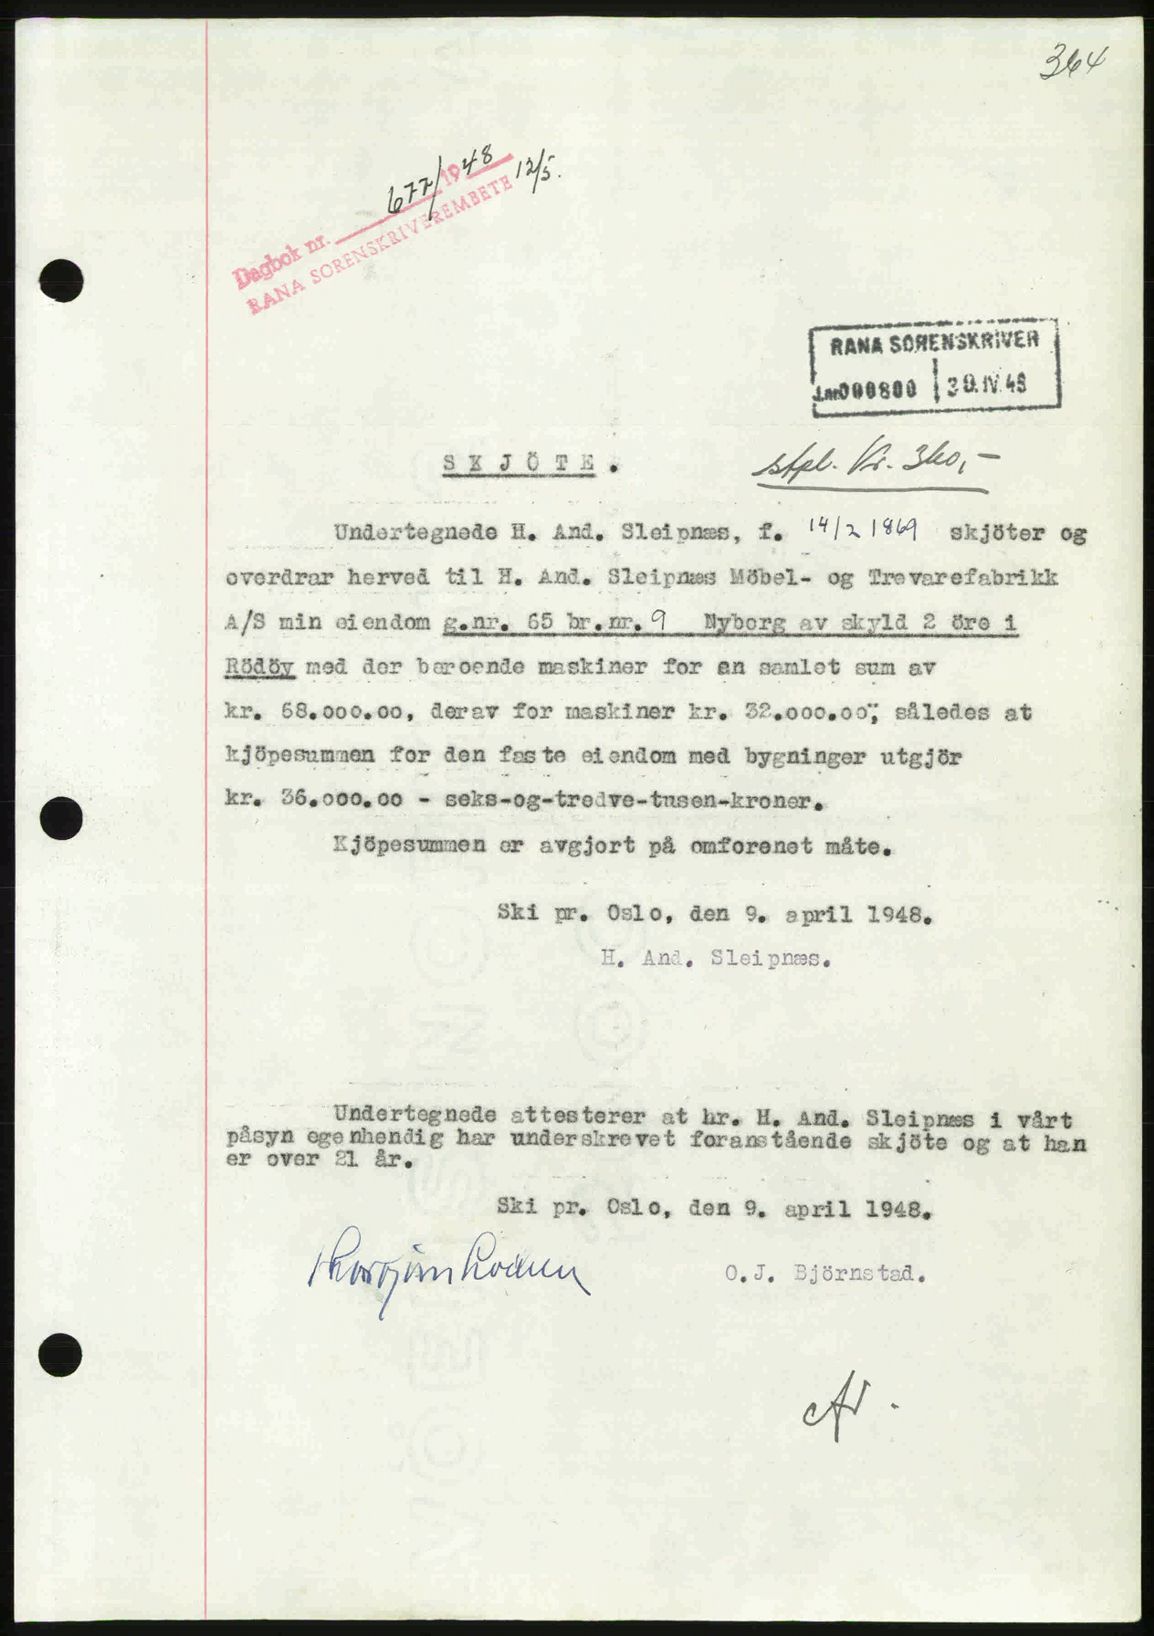 364
677/1948 12/5.
Dagbok nr.
RANA SORENSKRIVEREMBETE
RANA SORENSKRIVER
J.nr.000800 30.IV.48
SKJÖTE.
stpl. Kr. 360,-
Undertegnede H. And. Sleipnæs, f. 14/2 1869 skjöter og
overdrar herved til H. And. Sleipnæs Möbel- og Trevarefabrikk
A/S min eiendom g.nr. 65 br.nr. 9 Nyborg av skyld 2 öre i
Rödöy med der beroende maskiner for en samlet sum av
kr. 68.000.00, derav for maskiner kr. 32.000.00, således at
kjöpesummen for den faste eiendom med bygninger utgjör
kr. 36.000.00 - seks-og-tredve-tusen-kroner.
Kjöpesummen er avgjort på omforenet måte.
Ski pr. Oslo, den 9. april 1948.
H. And. Sleipnæs.
Undertegnede attesterer at hr. H. And. Sleipnæs i vårt
påsyn egenhendig har underskrevet foranstående skjöte og at han
er over 21 år.
Ski pr. Oslo, den 9. april 1948.
O.J. Björnstad.